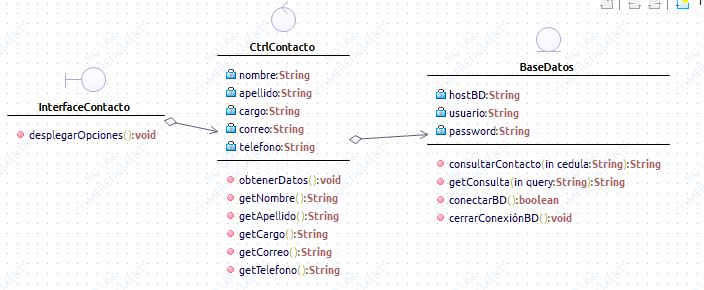 CtrlContacto
nombre:String
apellido:String
cargo:String
correo:String
telefono:String
obtenerDatos():void
getNombre():String
getApellido():String
getCargo():String
getCorreo():String
getTelefono():String
InterfaceContacto
desplegarOpciones():void
BaseDatos
hostBD:String
usuario:String
password:String
consultarContacto(in cedula:String):String
getConsulta(in query:String):String
conectarBD():boolean
cerrarConexiónBD():void